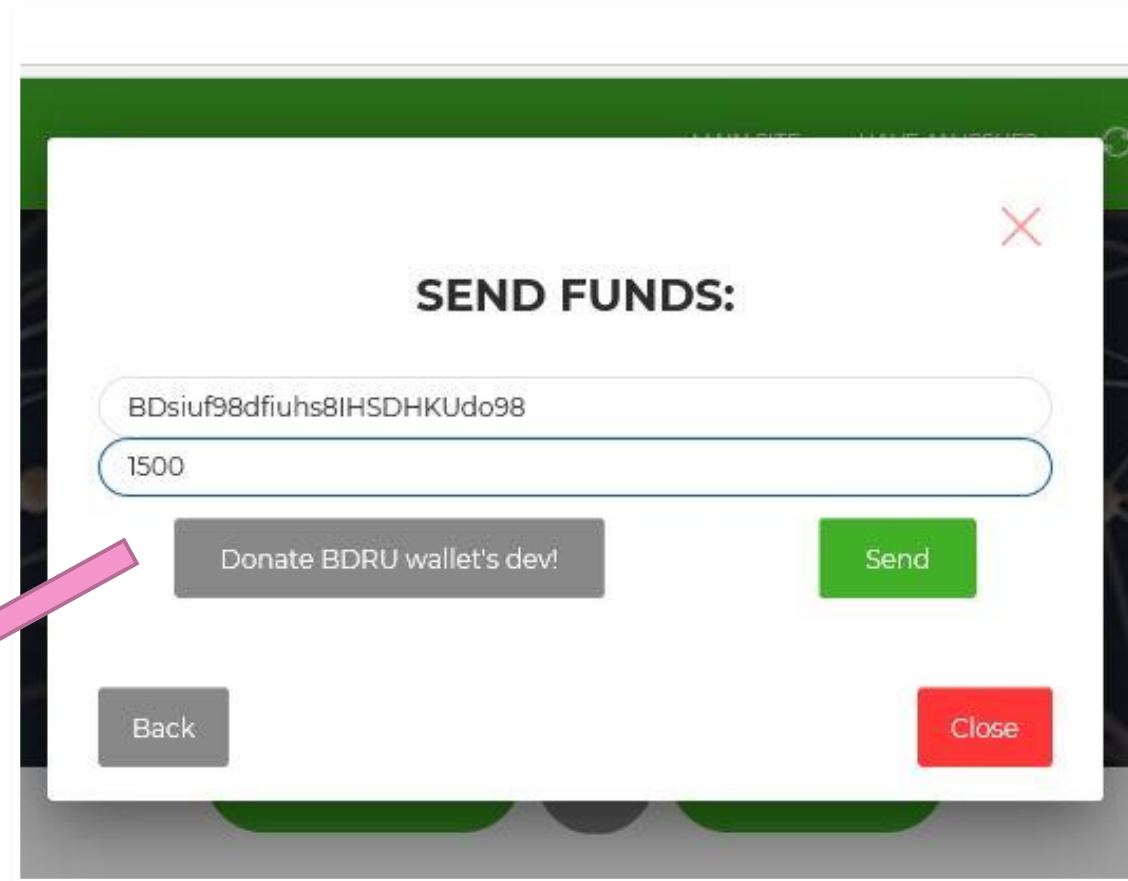 SEND FUNDS:
BDsiuf98dfiuhs8IHSDHKUdo98
1500
Donate BDRU wallet's dev!
Send
Back
Close